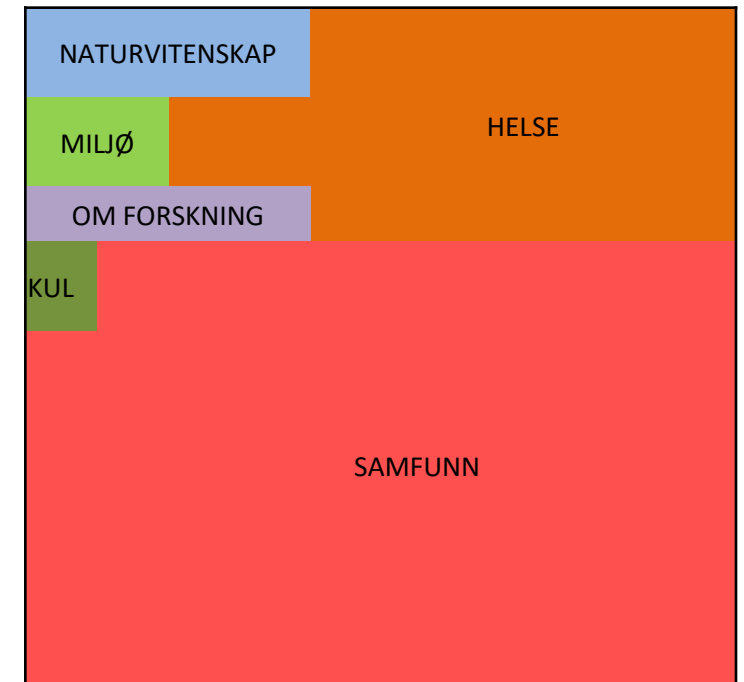 NATURVITENSKAP
HELSE
MILJØ
OM FORSKNING
KUL
SAMFUNN